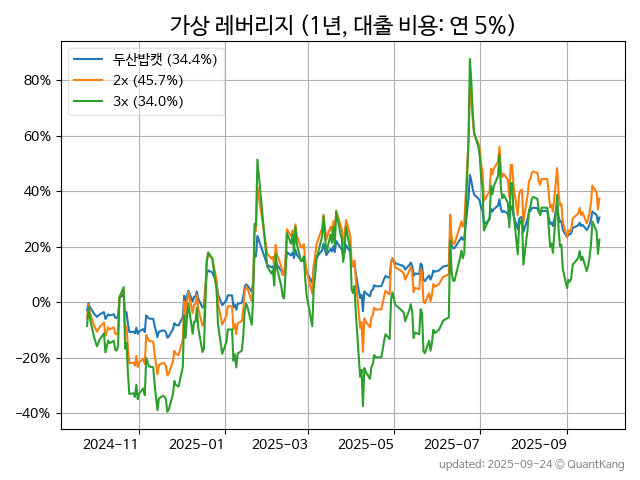 가상 레버리지 (1년, 대출 비용: 연 5%)
두산밥캣 (34.4%)
2x (45.7%)
3x (34.0%)
80%
60%
40%
20%
0%
−20%
−40%
2024-11
2025-01
2025-03
2025-05
2025-07
2025-09
updated: 2025-09-24 © QuantKang